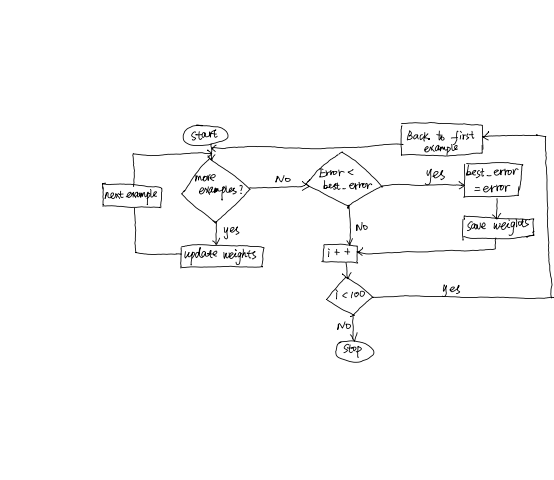 Start
Back to first
example
more
examples?
No
Error <
best_error
yes
best_error
= error
next example
yes
update weights
No
save weights
i++
i<100
yes
No
Stop